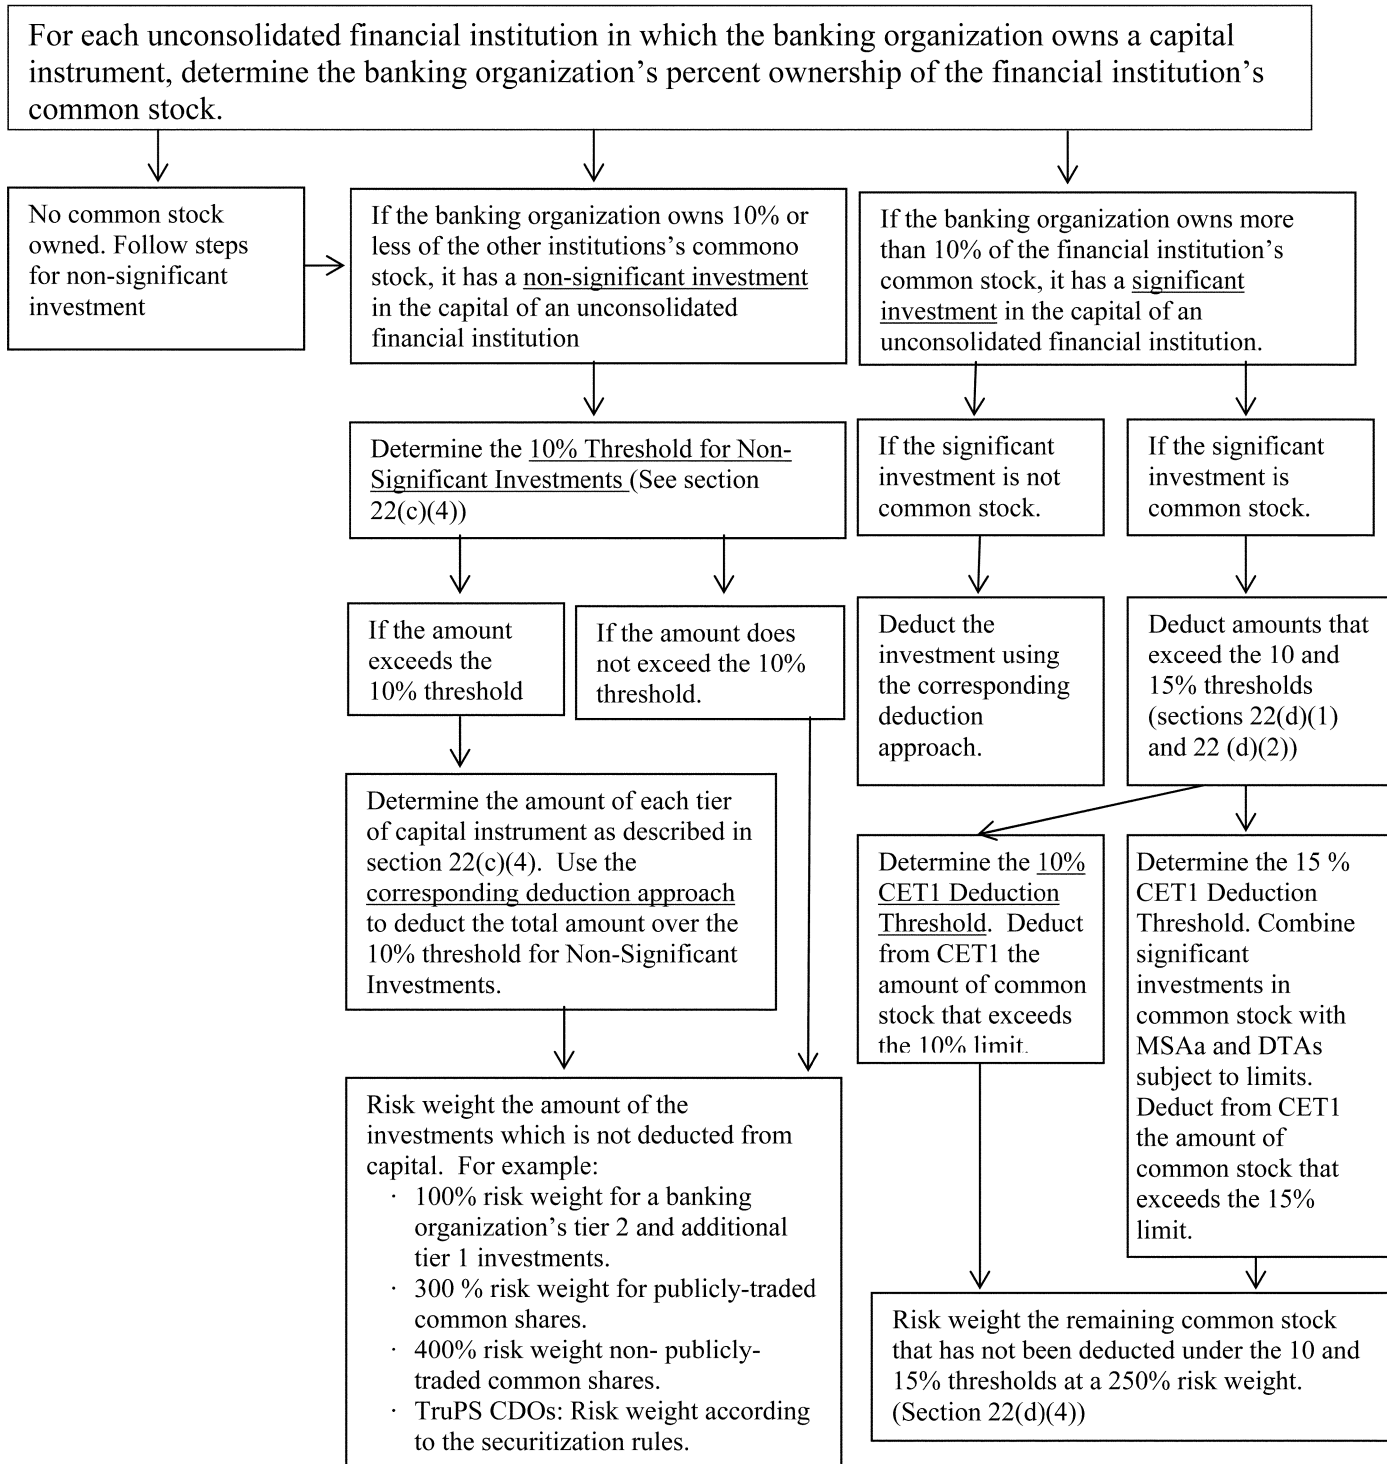 For each unconsolidated financial institution in which the banking organization owns a capital
instrument, determine the banking organization’s percent ownership of the financial institution’s
common stock.
No common stock
owned. Follow steps
for non-significant
investment
If the banking organization owns 10% or
less of the other institutions’s commono
stock, it has a non-significant investment
in the capital of an unconsolidated
financial institution
If the banking organization owns more
than 10% of the financial institution’s
common stock, it has a significant
investment in the capital of an
unconsolidated financial institution.
Determine the 10% Threshold for Non-
Significant Investments (See section
22(c)(4))
If the significant
investment is not
common stock.
If the significant
investment is
common stock.
If the amount
exceeds the
10% threshold
If the amount does
not exceed the 10%
threshold.
Deduct the
investment using
the corresponding
deduction
approach.
Deduct amounts that
exceed the 10 and
15% thresholds
(sections 22(d)(1)
and 22 (d)(2))
Determine the amount of each tier
of capital instrument as described in
section 22(c)(4).  Use the
corresponding deduction approach
to deduct the total amount over the
10% threshold for Non-Significant
Investments.
Determine the 10%
CET1 Deduction
Threshold.  Deduct
from CET1 the
amount of common
stock that exceeds
the 10% limit.
Determine the 15 %
CET1 Deduction
Threshold. Combine
significant
investments in
common stock with
MSAa and DTAs
subject to limits.
Deduct from CET1
the amount of
common stock that
exceeds the 15%
limit.
Risk weight the amount of the
investments which is not deducted from
capital.  For example:
· 100% risk weight for a banking
organization’s tier 2 and additional
tier 1 investments.
· 300 % risk weight for publicly-traded
common shares.
· 400% risk weight non- publicly-
traded common shares.
· TruPS CDOs: Risk weight according
to the securitization rules.
Risk weight the remaining common stock
that has not been deducted under the 10 and
15% thresholds at a 250% risk weight.
(Section 22(d)(4))